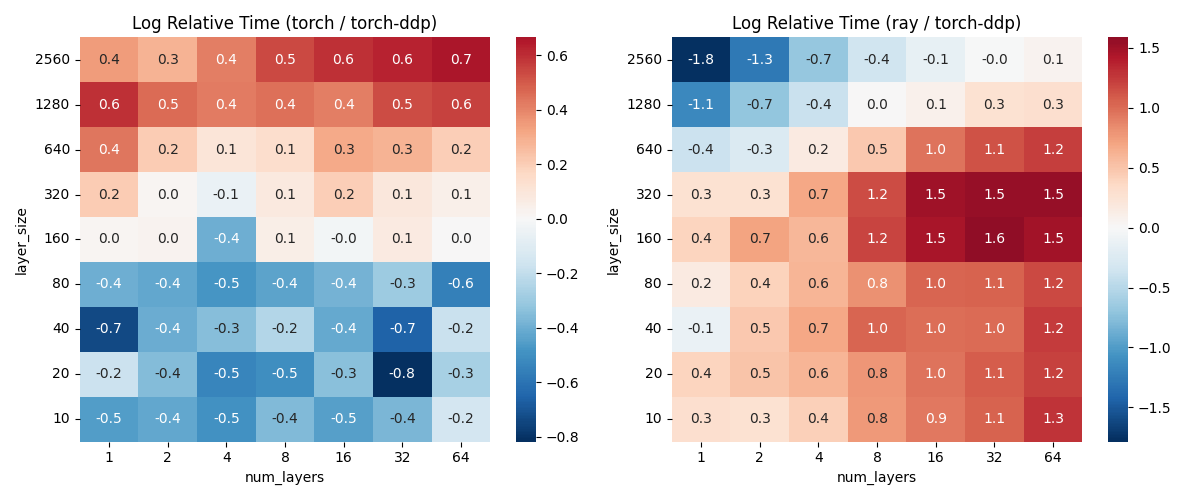 Log Relative Time (torch / torch-ddp)
layer_size
2560 0.4 0.3 0.4 0.5 0.6 0.6 0.7
1280 0.6 0.5 0.4 0.4 0.4 0.5 0.6
640 0.4 0.2 0.1 0.1 0.3 0.3 0.2
320 0.2 0.0 -0.1 0.1 0.2 0.1 0.1
160 0.0 0.0 -0.4 0.1 -0.0 0.1 0.0
80 -0.4 -0.4 -0.5 -0.4 -0.4 -0.3 -0.6
40 -0.7 -0.4 -0.3 -0.2 -0.4 -0.7 -0.2
20 -0.2 -0.4 -0.5 -0.5 -0.3 -0.8 -0.3
10 -0.5 -0.4 -0.5 -0.4 -0.5 -0.4 -0.2
1 2 4 8 16 32 64
num_layers
0.6
0.4
0.2
0.0
−0.2
−0.4
−0.6
−0.8
Log Relative Time (ray / torch-ddp)
layer_size
2560 -1.8 -1.3 -0.7 -0.4 -0.1 -0.0 0.1
1280 -1.1 -0.7 -0.4 0.0 0.1 0.3 0.3
640 -0.4 -0.3 0.2 0.5 1.0 1.1 1.2
320 0.3 0.3 0.7 1.2 1.5 1.5 1.5
160 0.4 0.7 0.6 1.2 1.5 1.6 1.5
80 0.2 0.4 0.6 0.8 1.0 1.1 1.2
40 -0.1 0.5 0.7 1.0 1.0 1.0 1.2
20 0.4 0.5 0.6 0.8 1.0 1.1 1.2
10 0.3 0.3 0.4 0.8 0.9 1.1 1.3
1 2 4 8 16 32 64
num_layers
1.5
1.0
0.5
0.0
−0.5
−1.0
−1.5